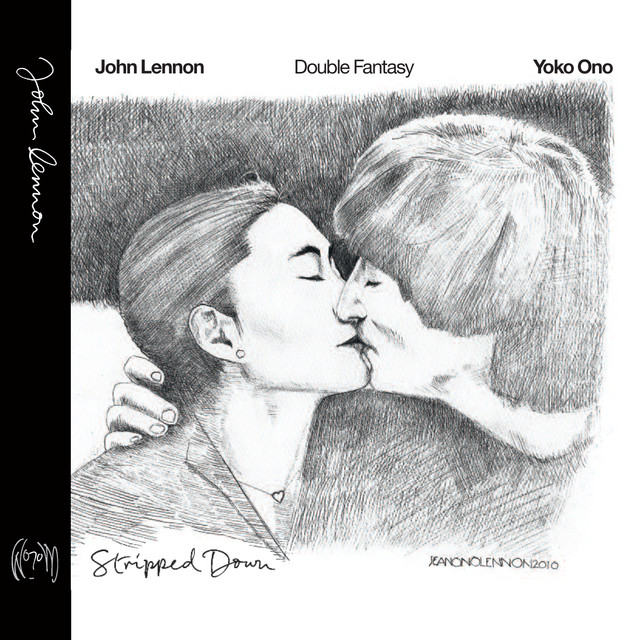 John Lennon
John Lennon Double Fantasy Yoko Ono
Stripped Down
SEANONOLENNON2010